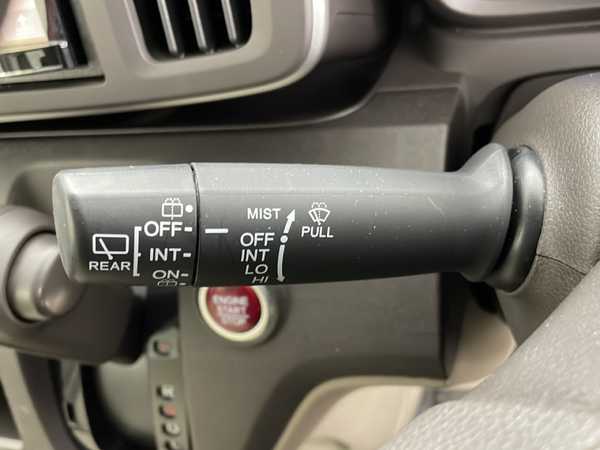 OFF
INT
ON
REAR
MIST
OFF
INT
LO
HI
PULL
ENGINE
START
STOP
R
N